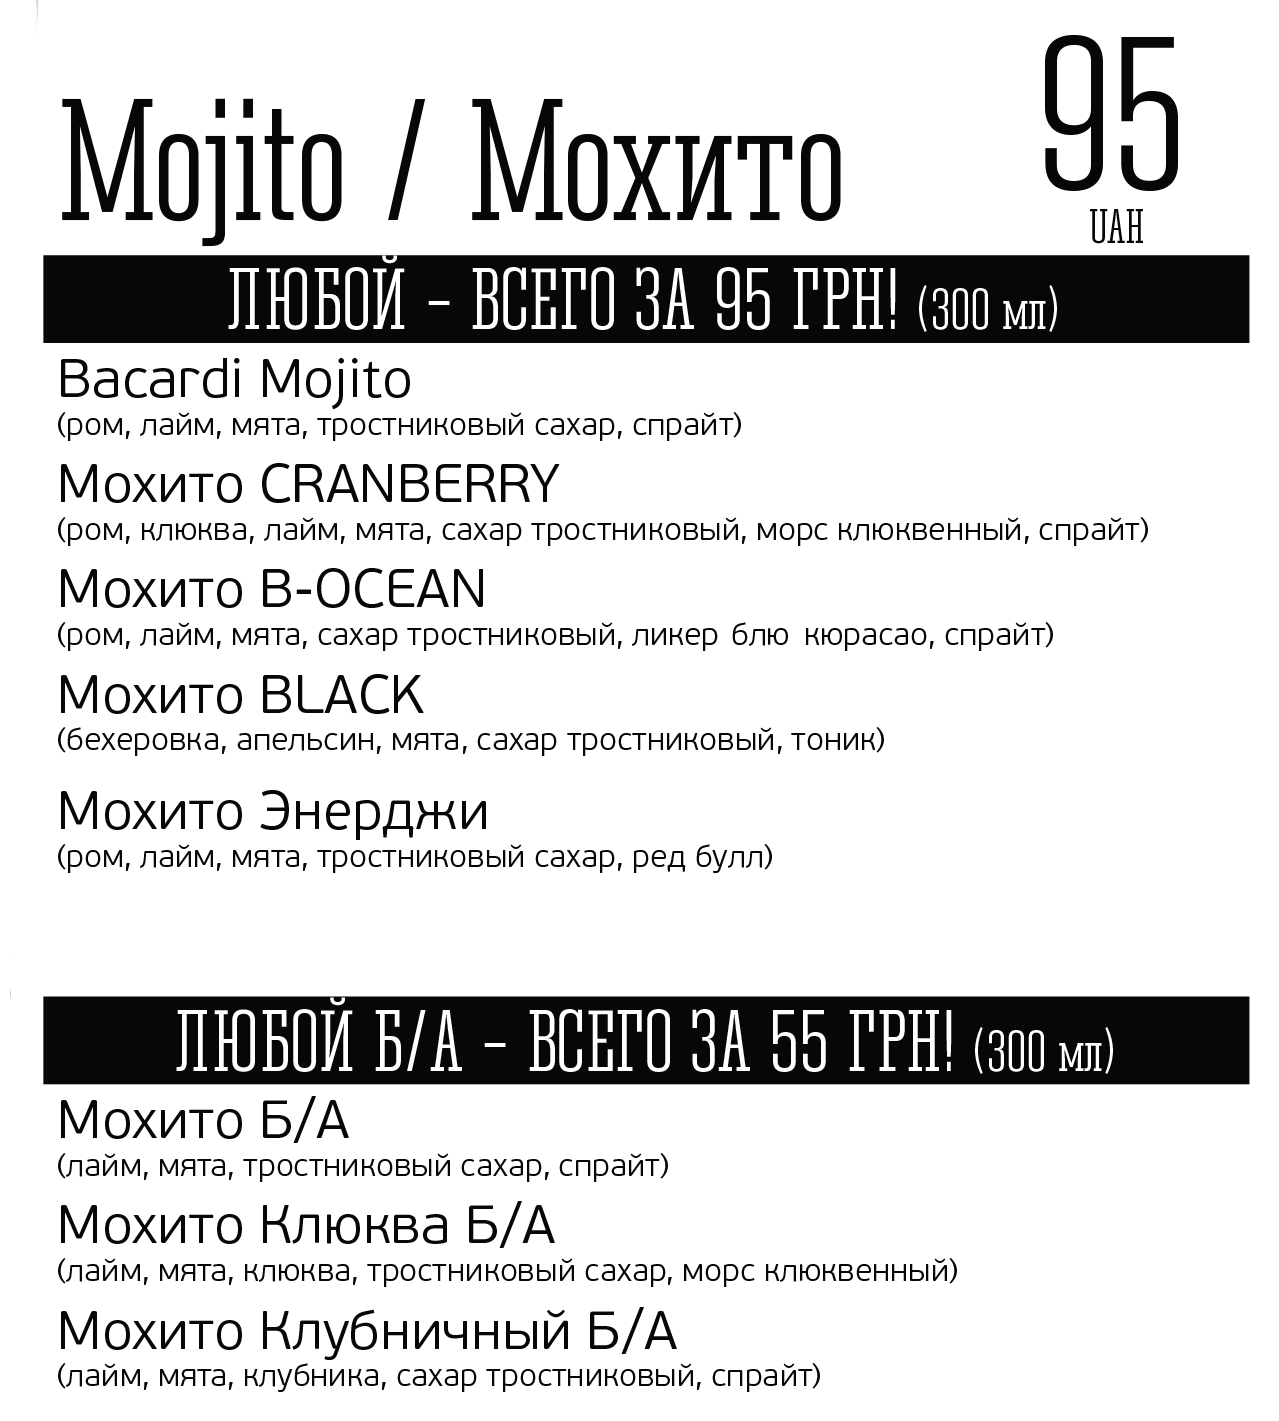 Mojito / Мохито
95
UAH
ЛЮБОЙ - ВСЕГО ЗА 95 ГРН! (300 мл)
Bacardi Mojito
(ром, лайм, мята, тростниковый сахар, спрайт)
Мохито CRANBERRY
(ром, клюква, лайм, мята, сахар тростниковый, морс клюквенный, спрайт)
Мохито B-OCEAN
(ром, лайм, мята, сахар тростниковый, ликер блю кюрасао, спрайт)
Мохито BLACK
(бехеровка, апельсин, мята, сахар тростниковый, тоник)
Мохито Энерджи
(ром, лайм, мята, тростниковый сахар, ред булл)
ЛЮБОЙ Б/А - ВСЕГО ЗА 55 ГРН! (300 мл)
Мохито Б/А
(лайм, мята, тростниковый сахар, спрайт)
Мохито Клюква Б/А
(лайм, мята, клюква, тростниковый сахар, морс клюквенный)
Мохито Клубничный Б/А
(лайм, мята, клубника, сахар тростниковый, спрайт)